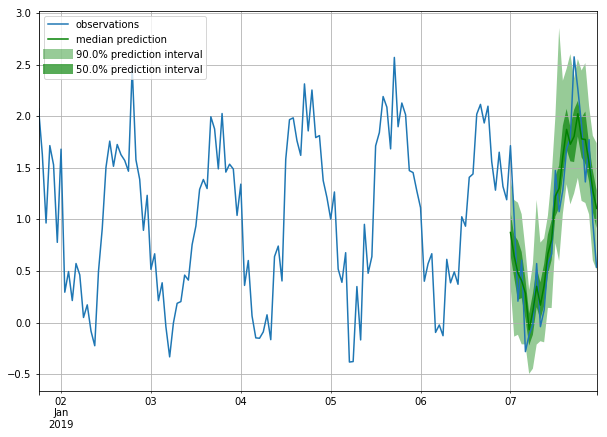 3.0
2.5
2.0
1.5
1.0
0.5
0.0
−0.5
observations
median prediction
90.0% prediction interval
50.0% prediction interval
02 03 04 05 06 07
Jan
2019